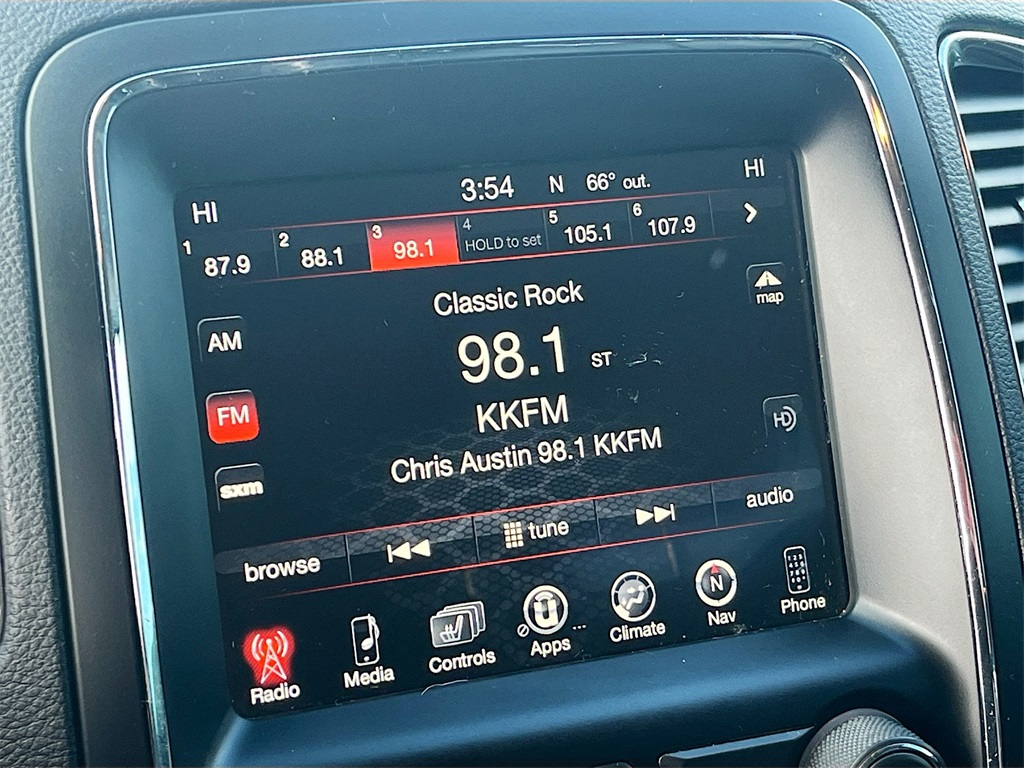 HI 3:54 N 66° out. HI
1 87.9 2 88.1 3 98.1 4 HOLD to set 5 105.1 6 107.9
Classic Rock
map
AM
98.1 ST
FM
KKFM
HD
Chris Austin 98.1 KKFM
sxm
browse tune audio
Radio Media Controls Apps ... Climate N Nav Phone